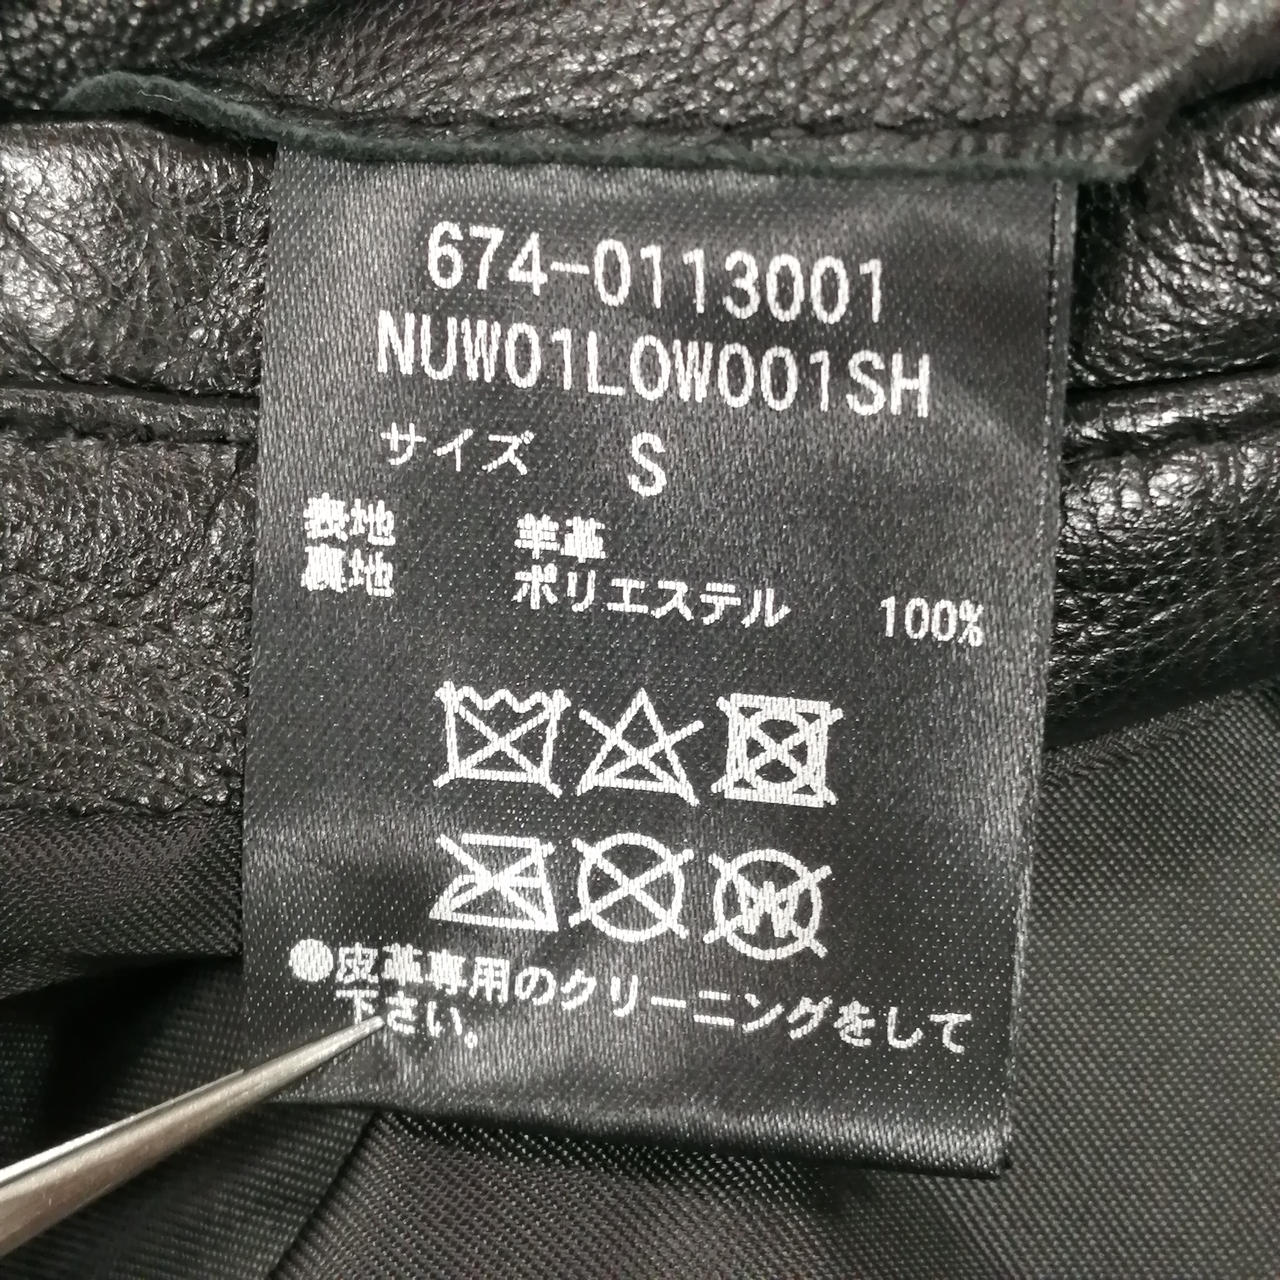 674-0113001
NUW01LOW001SH
サイズ S
表地 羊革
裏地 ポリエステル 100%
W
●皮革専用のクリーニングをして
下さい。